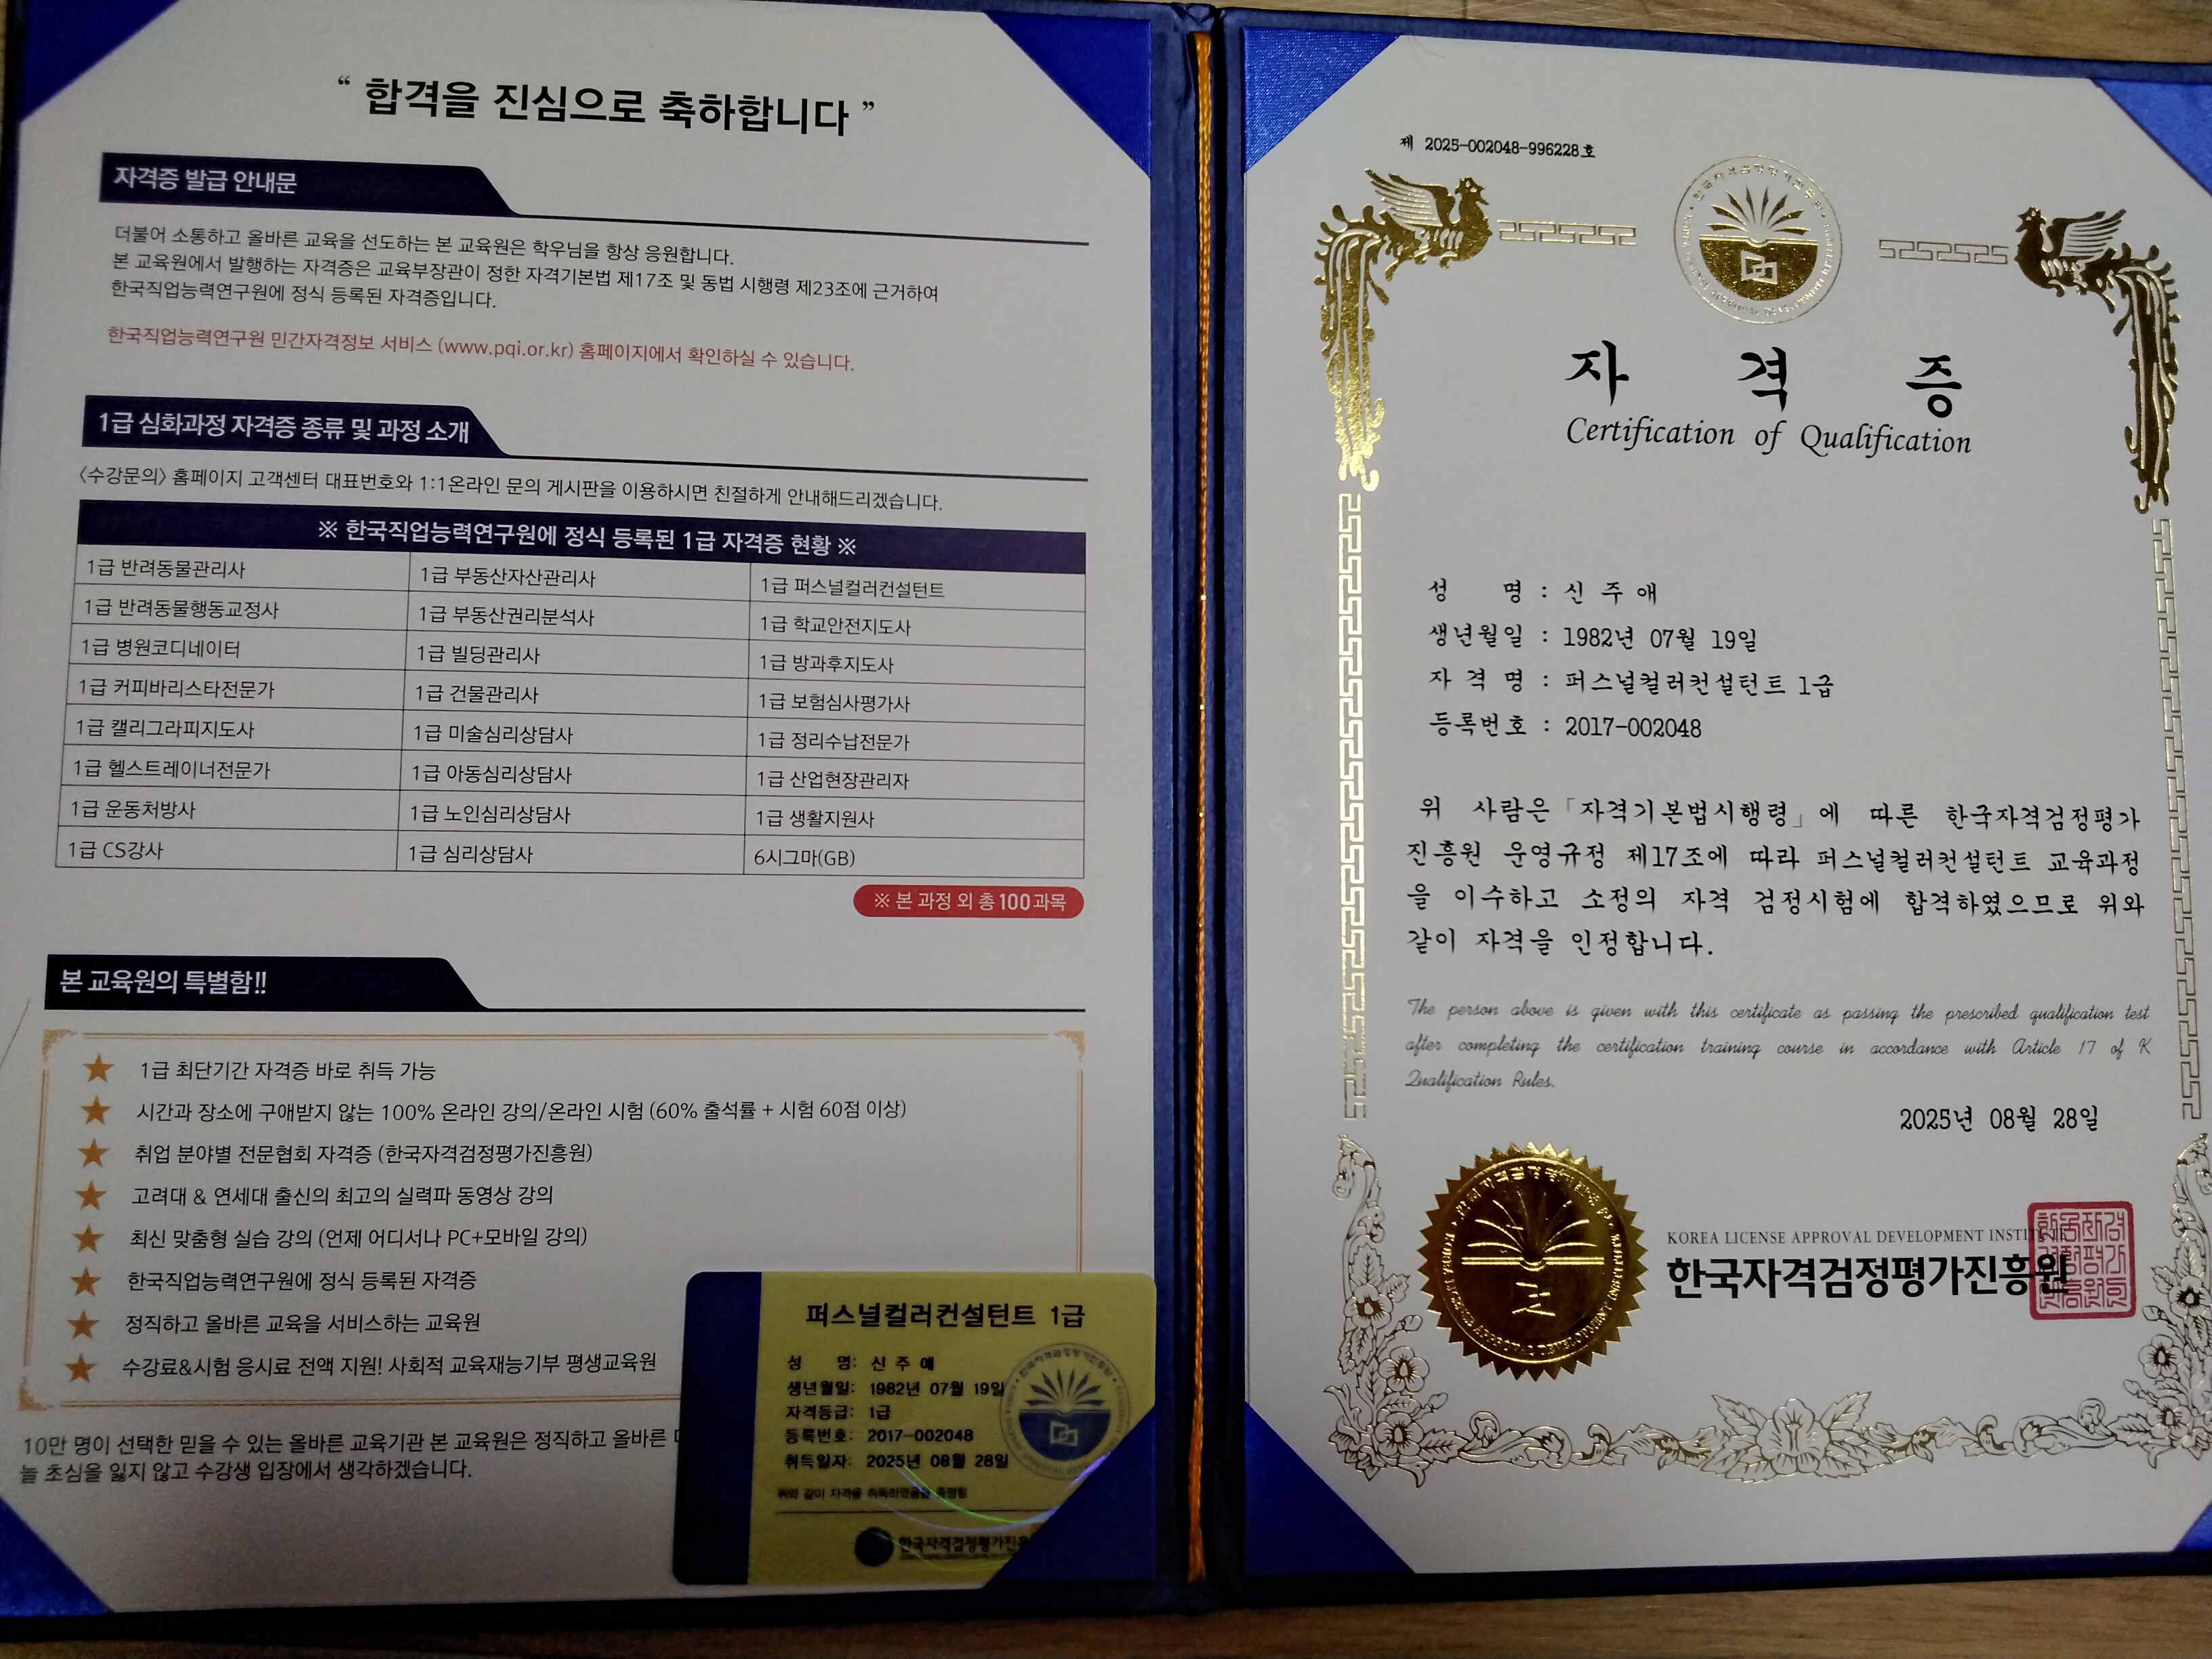 “ 합격을 진심으로 축하합니다 ”
자격증 발급 안내문
더불어 소통하고 올바른 교육을 선도하는 본 교육원은 학우님을 항상 응원합니다.
본 교육원에서 발행하는 자격증은 교육부장관이 정한 자격기본법 제17조 및 동법 시행령 제23조에 근거하여
한국직업능력연구원에 정식 등록된 자격증입니다.
한국직업능력연구원 민간자격정보 서비스 (www.pqi.or.kr) 홈페이지에서 확인하실 수 있습니다.
1급 심화과정 자격증 종류 및 과정 소개
〈수강문의〉 홈페이지 고객센터 대표번호와 1:1온라인 문의 게시판을 이용하시면 친절하게 안내해드리겠습니다.
※ 한국직업능력연구원에 정식 등록된 1급 자격증 현황 ※
1급 반려동물관리사 1급 부동산자산관리사 1급 퍼스널컬러컨설턴트
1급 반려동물행동교정사 1급 부동산권리분석사 1급 학교안전지도사
1급 병원코디네이터 1급 빌딩관리사 1급 방과후지도사
1급 커피바리스타전문가 1급 건물관리사 1급 보험심사평가사
1급 캘리그라피지도사 1급 미술심리상담사 1급 정리수납전문가
1급 헬스트레이너전문가 1급 아동심리상담사 1급 산업현장관리자
1급 운동처방사 1급 노인심리상담사 1급 생활지원사
1급 CS강사 1급 심리상담사 6시그마(GB)
※ 본 과정 외 총 100과목
본 교육원의 특별함!!
1급 최단기간 자격증 바로 취득 가능
시간과 장소에 구애받지 않는 100% 온라인 강의/온라인 시험 (60% 출석률 + 시험 60점 이상)
취업 분야별 전문협회 자격증 (한국자격검정평가진흥원)
고려대 & 연세대 출신의 최고의 실력파 동영상 강의
최신 맞춤형 실습 강의 (언제 어디서나 PC+모바일 강의)
한국직업능력연구원에 정식 등록된 자격증
정직하고 올바른 교육을 서비스하는 교육원
수강료&시험 응시료 전액 지원! 사회적 교육재능기부 평생교육원
10만 명이 선택한 믿을 수 있는 올바른 교육기관 본 교육원은 정직하고 올바른
늘 초심을 잃지 않고 수강생 입장에서 생각하겠습니다.
퍼스널컬러컨설턴트 1급
성 명: 신 주 애
생년월일: 1982년 07월 19일
자격등급: 1급
등록번호: 2017-002048
취득일자: 2025년 08월 28일
위와 같이 자격을 취득하였음을 증명함
한국자격검정평가진흥
제 2025-002048-996228호
자 격 증
Certification of Qualification
성 명 : 신 주 애
생년월일 : 1982년 07월 19일
자 격 명 : 퍼스널컬러컨설턴트 1급
등록번호 : 2017-002048
위 사람은 「자격기본법시행령」에 따른 한국자격검정평가
진흥원 운영규정 제17조에 따라 퍼스널컬러컨설턴트 교육과정
을 이수하고 소정의 자격 검정시험에 합격하였으므로 위와
같이 자격을 인정합니다.
The person above is given with this certificate as passing the prescribed qualification test
after completing the certification training course in accordance with Article 17 of K
Qualification Rules.
2025년 08월 28일
KOREA LICENSE APPROVAL DEVELOPMENT INSTITUTE
한국자격검정평가진흥원